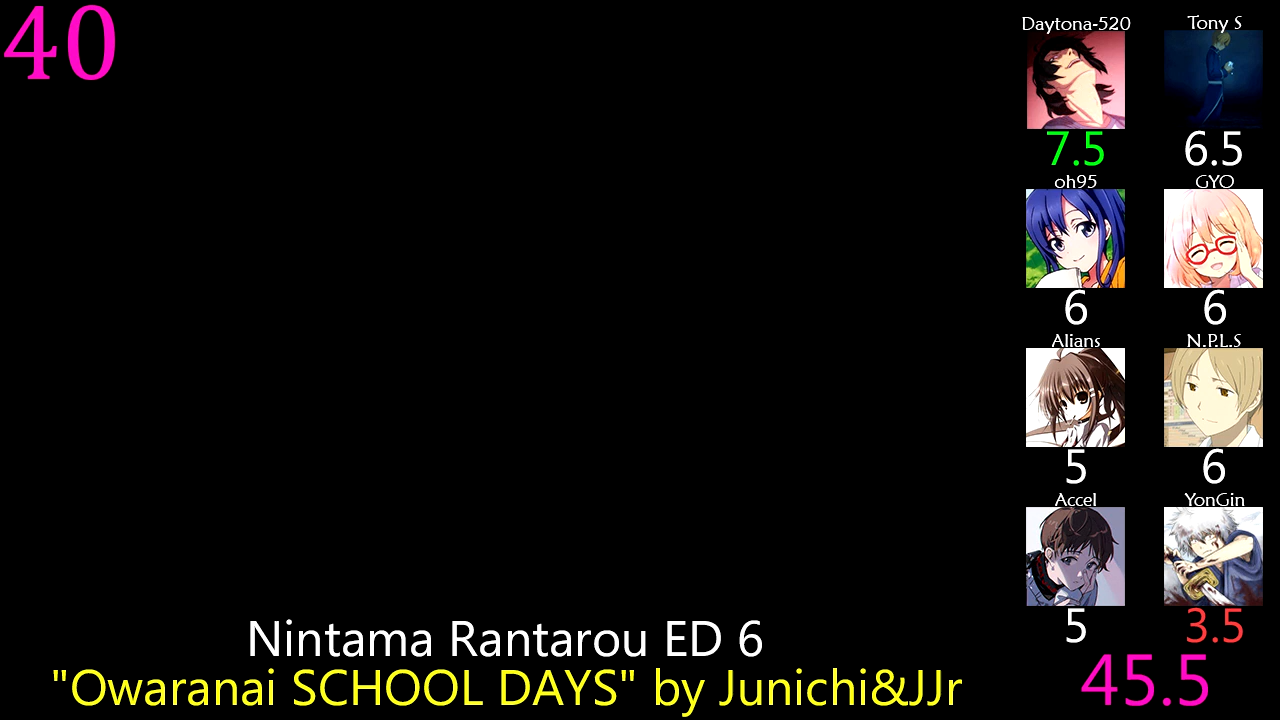 40
Daytona-520 Tony S
7.5 6.5
oh95 GYO
6 6
Alians N.P.L.S
5 6
Accel YonGin
5 3.5
Nintama Rantarou ED 6
"Owaranai SCHOOL DAYS" by Junichi&JJr
45.5